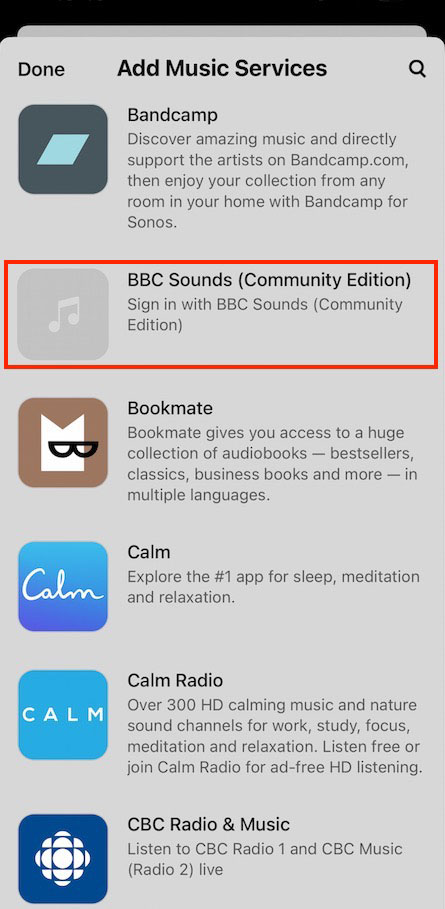 Done
Add Music Services
Bandcamp
Discover amazing music and directly
support the artists on Bandcamp.com,
then enjoy your collection from any
room in your home with Bandcamp for
Sonos.
BBC Sounds (Community Edition)
Sign in with BBC Sounds (Community
Edition)
Bookmate
Bookmate gives you access to a huge
collection of audiobooks — bestsellers,
classics, business books and more — in
multiple languages.
Calm
Calm
Explore the #1 app for sleep, meditation
and relaxation.
CALM
Calm Radio
Over 300 HD calming music and nature
sound channels for work, study, focus,
meditation and relaxation. Listen free or
join Calm Radio for ad-free HD listening.
CBC Radio & Music
Listen to CBC Radio 1 and CBC Music
(Radio 2) live